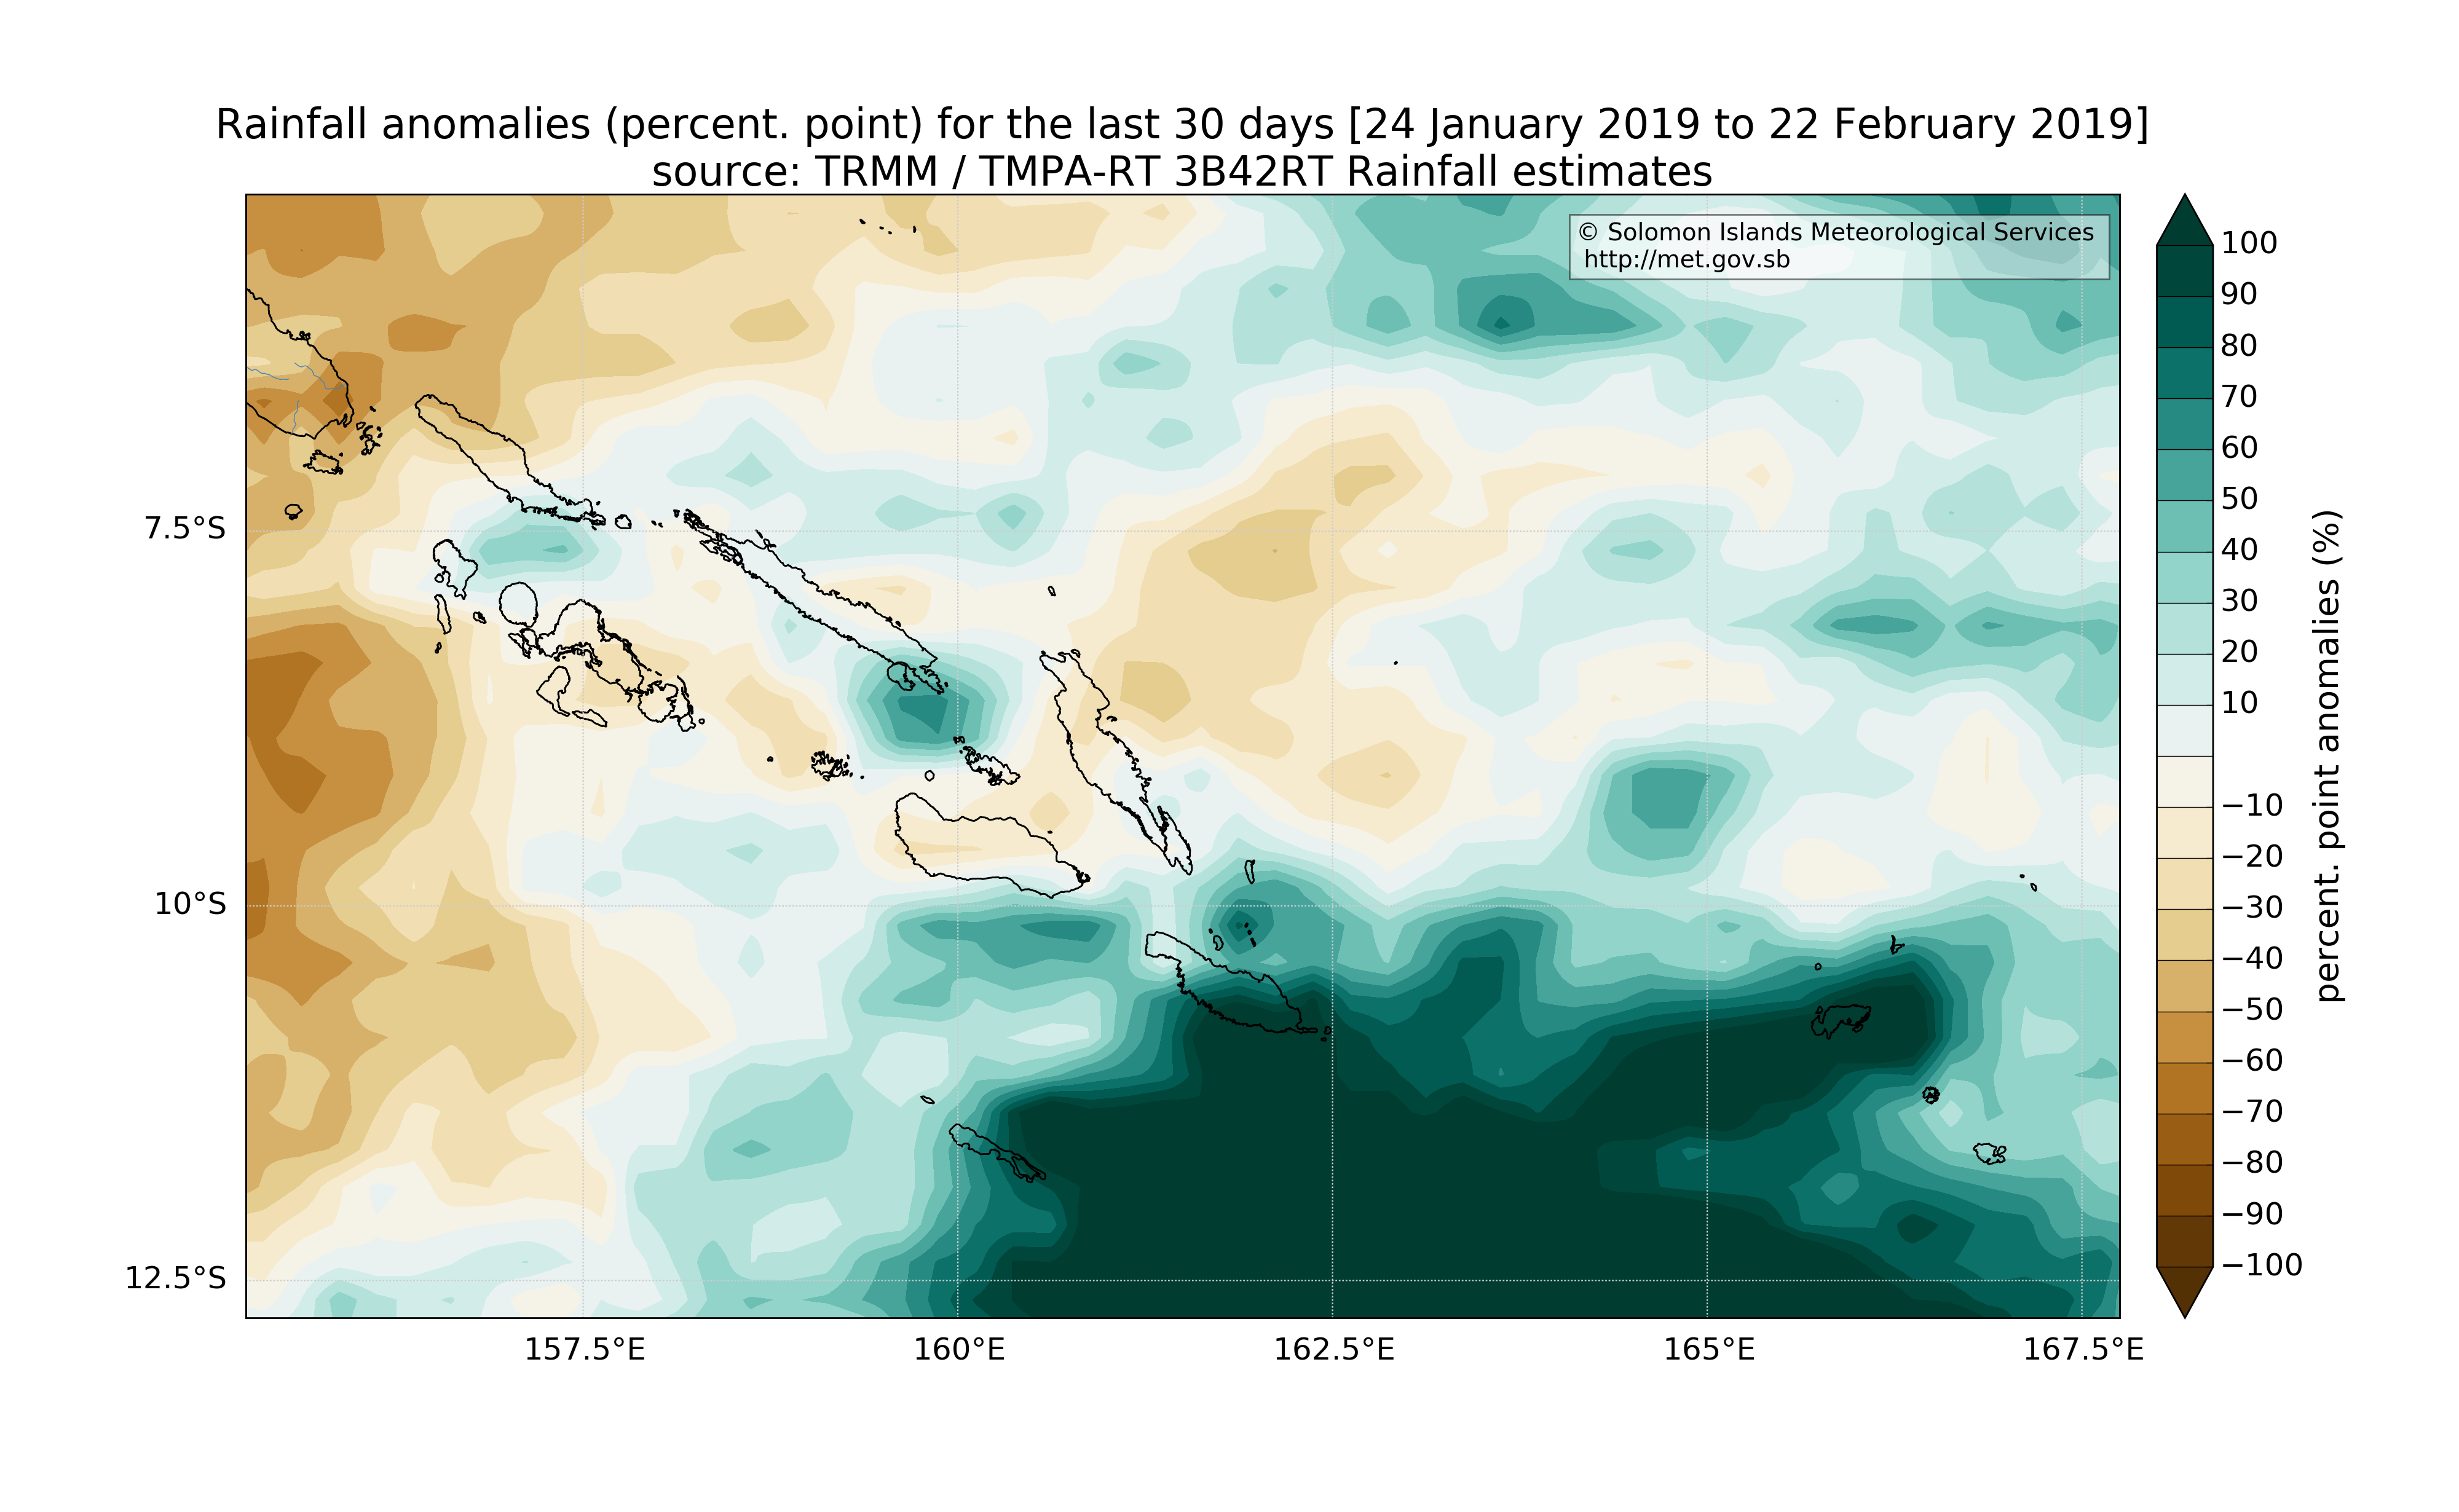 Rainfall anomalies (percent. point) for the last 30 days [24 January 2019 to 22 February 2019]
source: TRMM / TMPA-RT 3B42RT Rainfall estimates
© Solomon Islands Meteorological Services
http://met.gov.sb
7.5°S
10°S
12.5°S
157.5°E
160°E
162.5°E
165°E
167.5°E
100
90
80
70
60
50
40
30
20
10
−10
−20
−30
−40
−50
−60
−70
−80
−90
−100
percent. point anomalies (%)